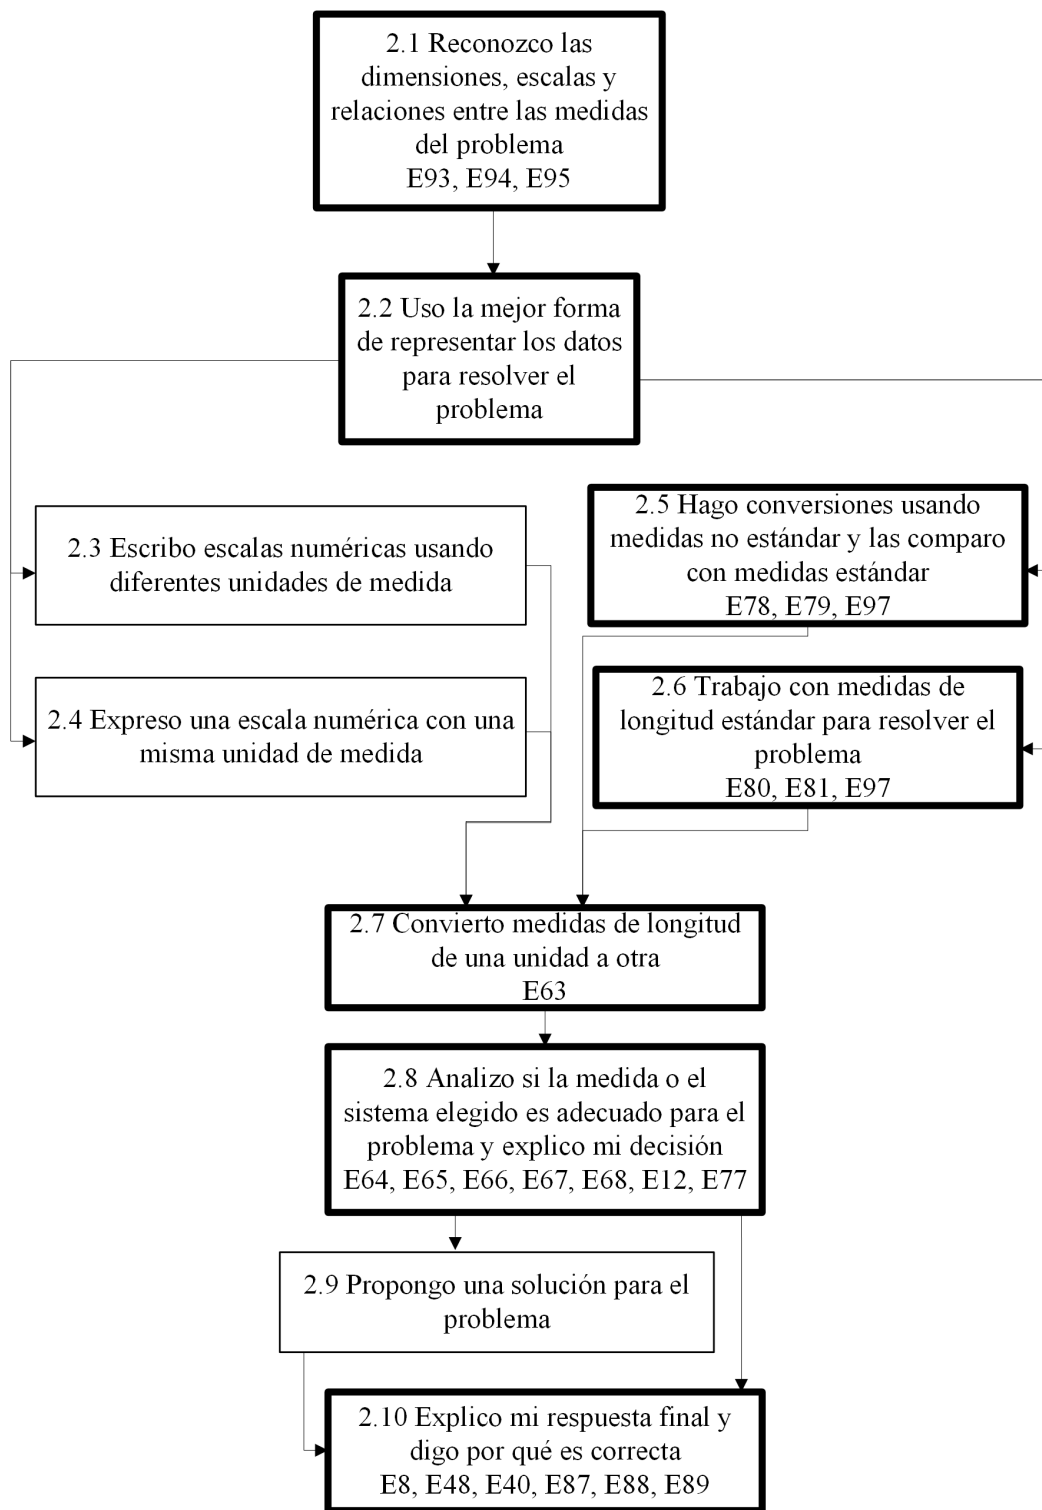 2.1 Reconozco las
dimensiones, escalas y
relaciones entre las medidas
del problema
E93, E94, E95
2.2 Uso la mejor forma
de representar los datos
para resolver el
problema
2.3 Escribo escalas numéricas usando
diferentes unidades de medida
2.4 Expreso una escala numérica con una
misma unidad de medida
2.5 Hago conversiones usando
medidas no estándar y las comparo
con medidas estándar
E78, E79, E97
2.6 Trabajo con medidas de
longitud estándar para resolver el
problema
E80, E81, E97
2.7 Convierto medidas de longitud
de una unidad a otra
E63
2.8 Analizo si la medida o el
sistema elegido es adecuado para el
problema y explico mi decisión
E64, E65, E66, E67, E68, E12, E77
2.9 Propongo una solución para el
problema
2.10 Explico mi respuesta final y
digo por qué es correcta
E8, E48, E40, E87, E88, E89